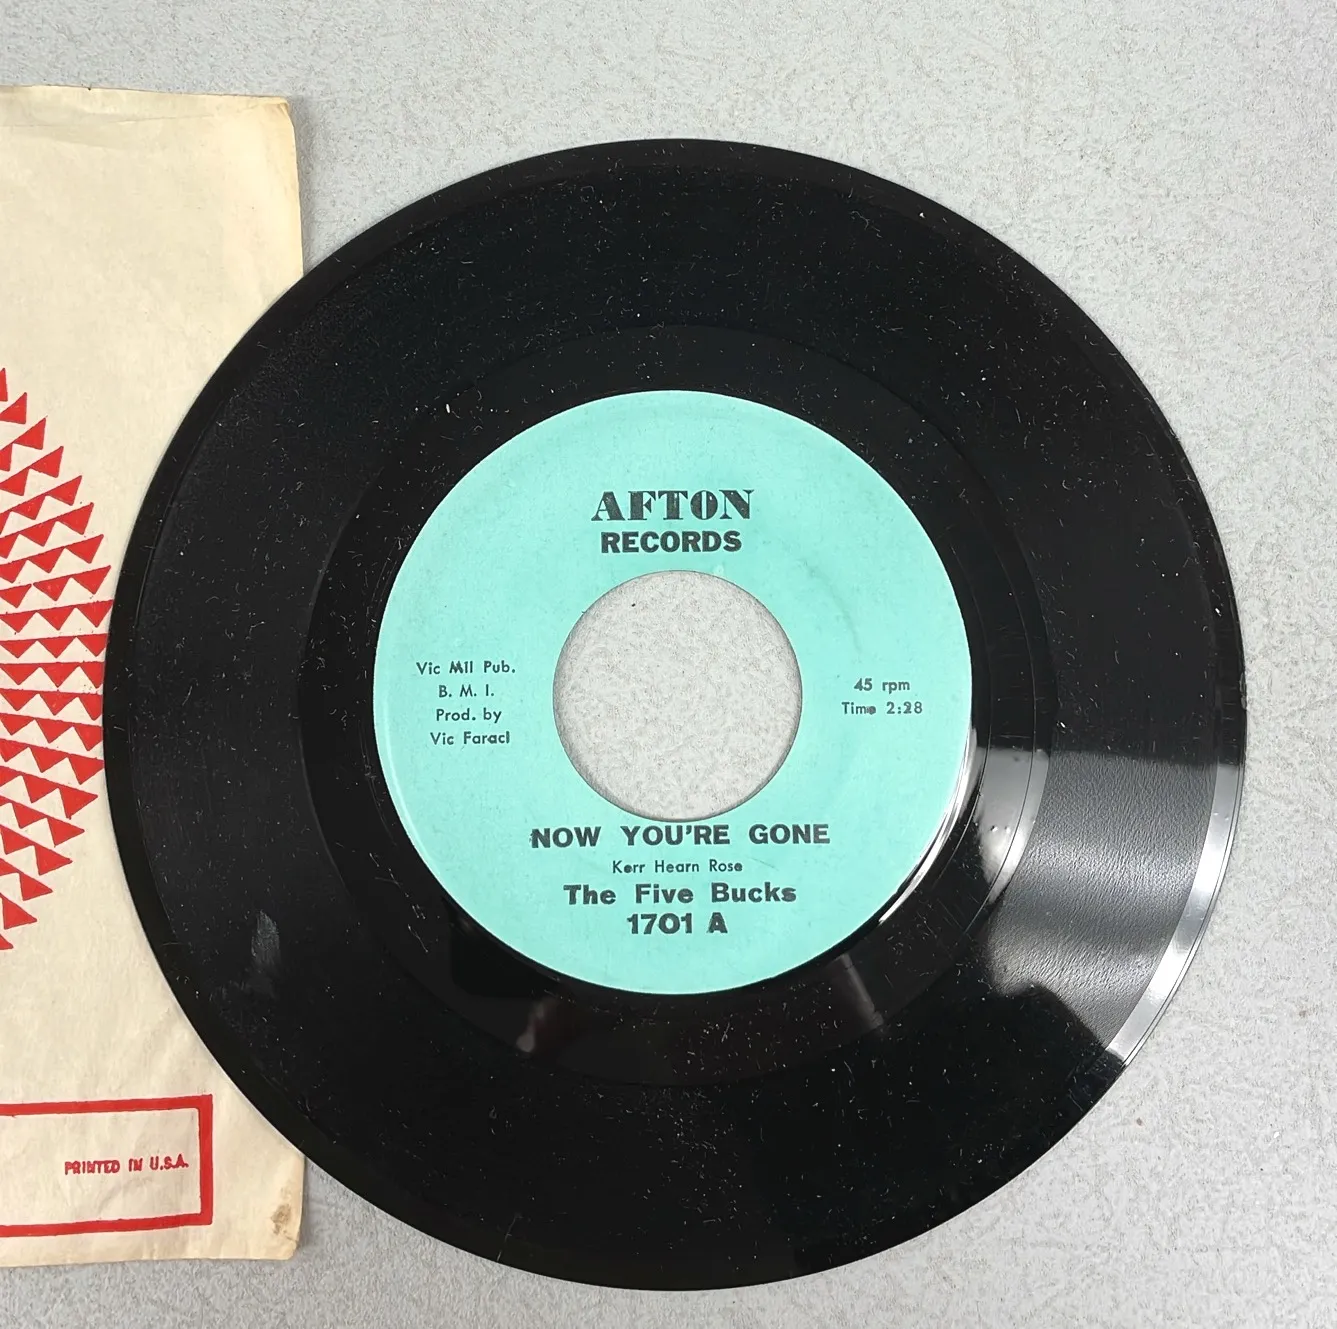 AFTON
RECORDS
Vic Mil Pub.
B. M. I.
Prod. by
Vic Faraci
45 rpm
Time 2:28
NOW YOU'RE GONE
Kerr Hearn Rose
The Five Bucks
1701 A
PRINTED IN U.S.A.